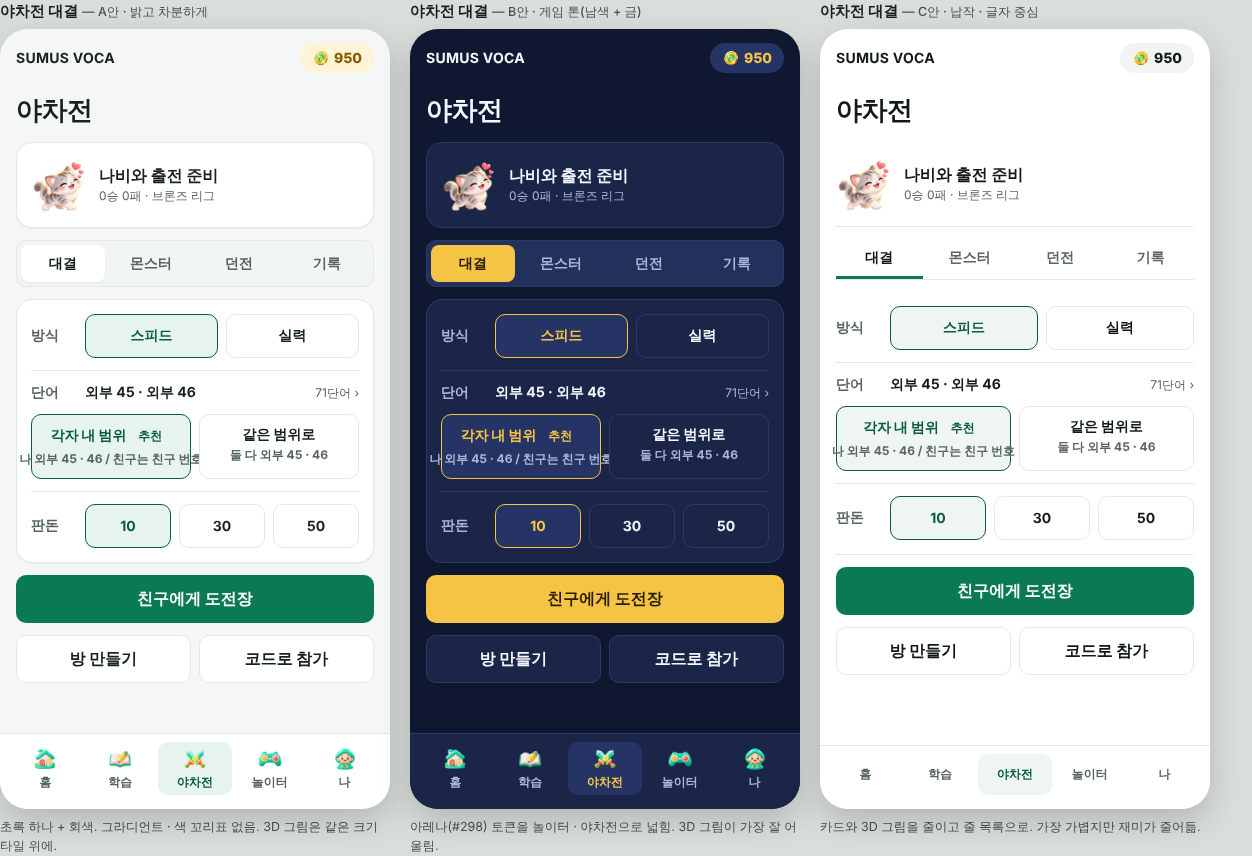 야차전 대결 — A안 · 밝고 차분하게
SUMUS VOCA
950
야차전
나비와 출전 준비
0승 0패 · 브론즈 리그
대결 몬스터 던전 기록
방식 스피드 실력
단어 외부 45 · 외부 46 71단어 ›
각자 내 범위 추천
나 외부 45 · 46 / 친구는 친구 번호
같은 범위로
둘 다 외부 45 · 46
판돈 10 30 50
친구에게 도전장
방 만들기 코드로 참가
홈 학습 야차전 놀이터 나
초록 하나 + 회색. 그라디언트 · 색 꼬리표 없음. 3D 그림은 같은 크기
타일 위에.
야차전 대결 — B안 · 게임 톤(남색 + 금)
SUMUS VOCA
950
야차전
나비와 출전 준비
0승 0패 · 브론즈 리그
대결 몬스터 던전 기록
방식 스피드 실력
단어 외부 45 · 외부 46 71단어 ›
각자 내 범위 추천
나 외부 45 · 46 / 친구는 친구 번호
같은 범위로
둘 다 외부 45 · 46
판돈 10 30 50
친구에게 도전장
방 만들기 코드로 참가
홈 학습 야차전 놀이터 나
아레나(#298) 토큰을 놀이터 · 야차전으로 넓힘. 3D 그림이 가장 잘 어
울림.
야차전 대결 — C안 · 납작 · 글자 중심
SUMUS VOCA
950
야차전
나비와 출전 준비
0승 0패 · 브론즈 리그
대결 몬스터 던전 기록
방식 스피드 실력
단어 외부 45 · 외부 46 71단어 ›
각자 내 범위 추천
나 외부 45 · 46 / 친구는 친구 번호
같은 범위로
둘 다 외부 45 · 46
판돈 10 30 50
친구에게 도전장
방 만들기 코드로 참가
홈 학습 야차전 놀이터 나
카드와 3D 그림을 줄이고 줄 목록으로. 가장 가볍지만 재미가 줄어듦.